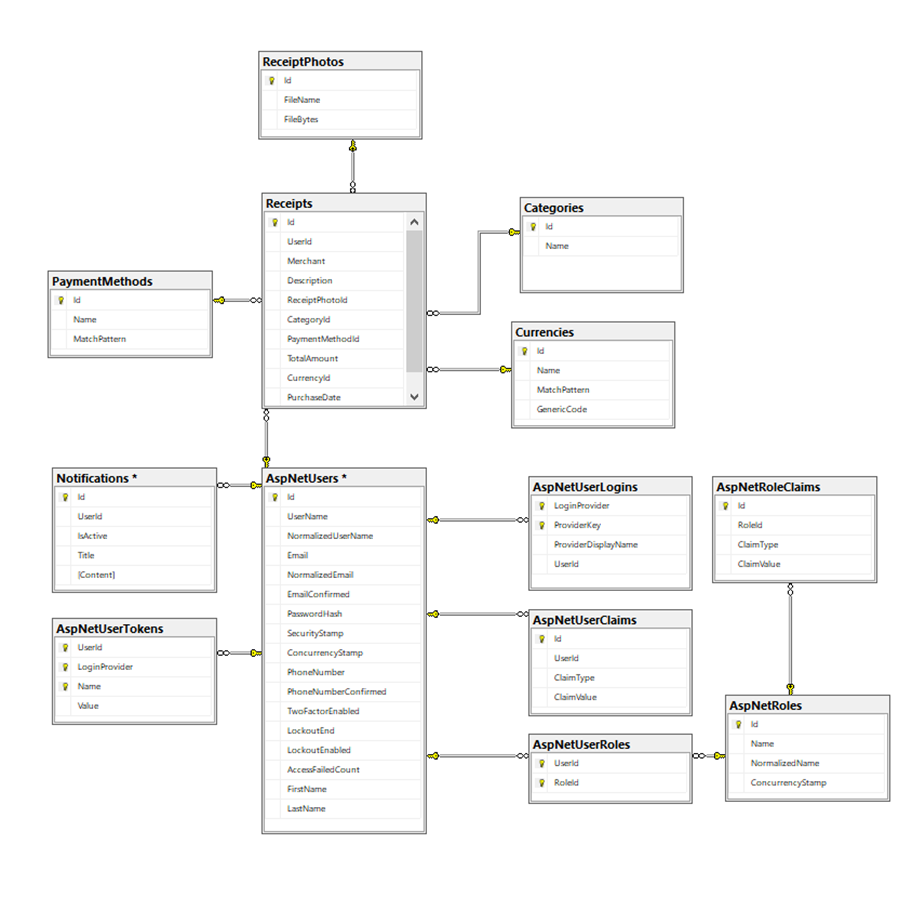 ReceiptPhotos
Id
FileName
FileBytes
Receipts
Id
UserId
Merchant
Description
ReceiptPhotoId
CategoryId
PaymentMethodId
TotalAmount
CurrencyId
PurchaseDate
Categories
Id
Name
PaymentMethods
Id
Name
MatchPattern
Currencies
Id
Name
MatchPattern
GenericCode
Notifications *
Id
UserId
IsActive
Title
[Content]
AspNetUsers *
Id
UserName
NormalizedUserName
Email
NormalizedEmail
EmailConfirmed
PasswordHash
SecurityStamp
ConcurrencyStamp
PhoneNumber
PhoneNumberConfirmed
TwoFactorEnabled
LockoutEnd
LockoutEnabled
AccessFailedCount
FirstName
LastName
AspNetUserLogins
LoginProvider
ProviderKey
ProviderDisplayName
UserId
AspNetRoleClaims
Id
RoleId
ClaimType
ClaimValue
AspNetUserTokens
UserId
LoginProvider
Name
Value
AspNetUserClaims
Id
UserId
ClaimType
ClaimValue
AspNetUserRoles
UserId
RoleId
AspNetRoles
Id
Name
NormalizedName
ConcurrencyStamp